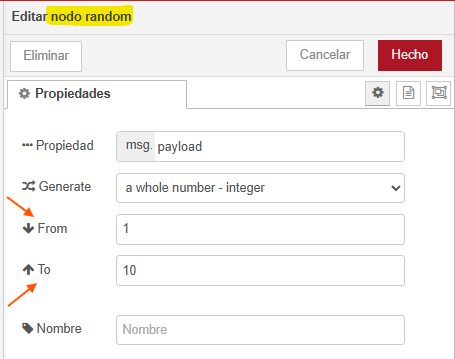 Editar nodo random
Eliminar
Cancelar
Hecho
Propiedades
Propiedad
msg. payload
Generate
a whole number - integer
From
1
To
10
Nombre
Nombre